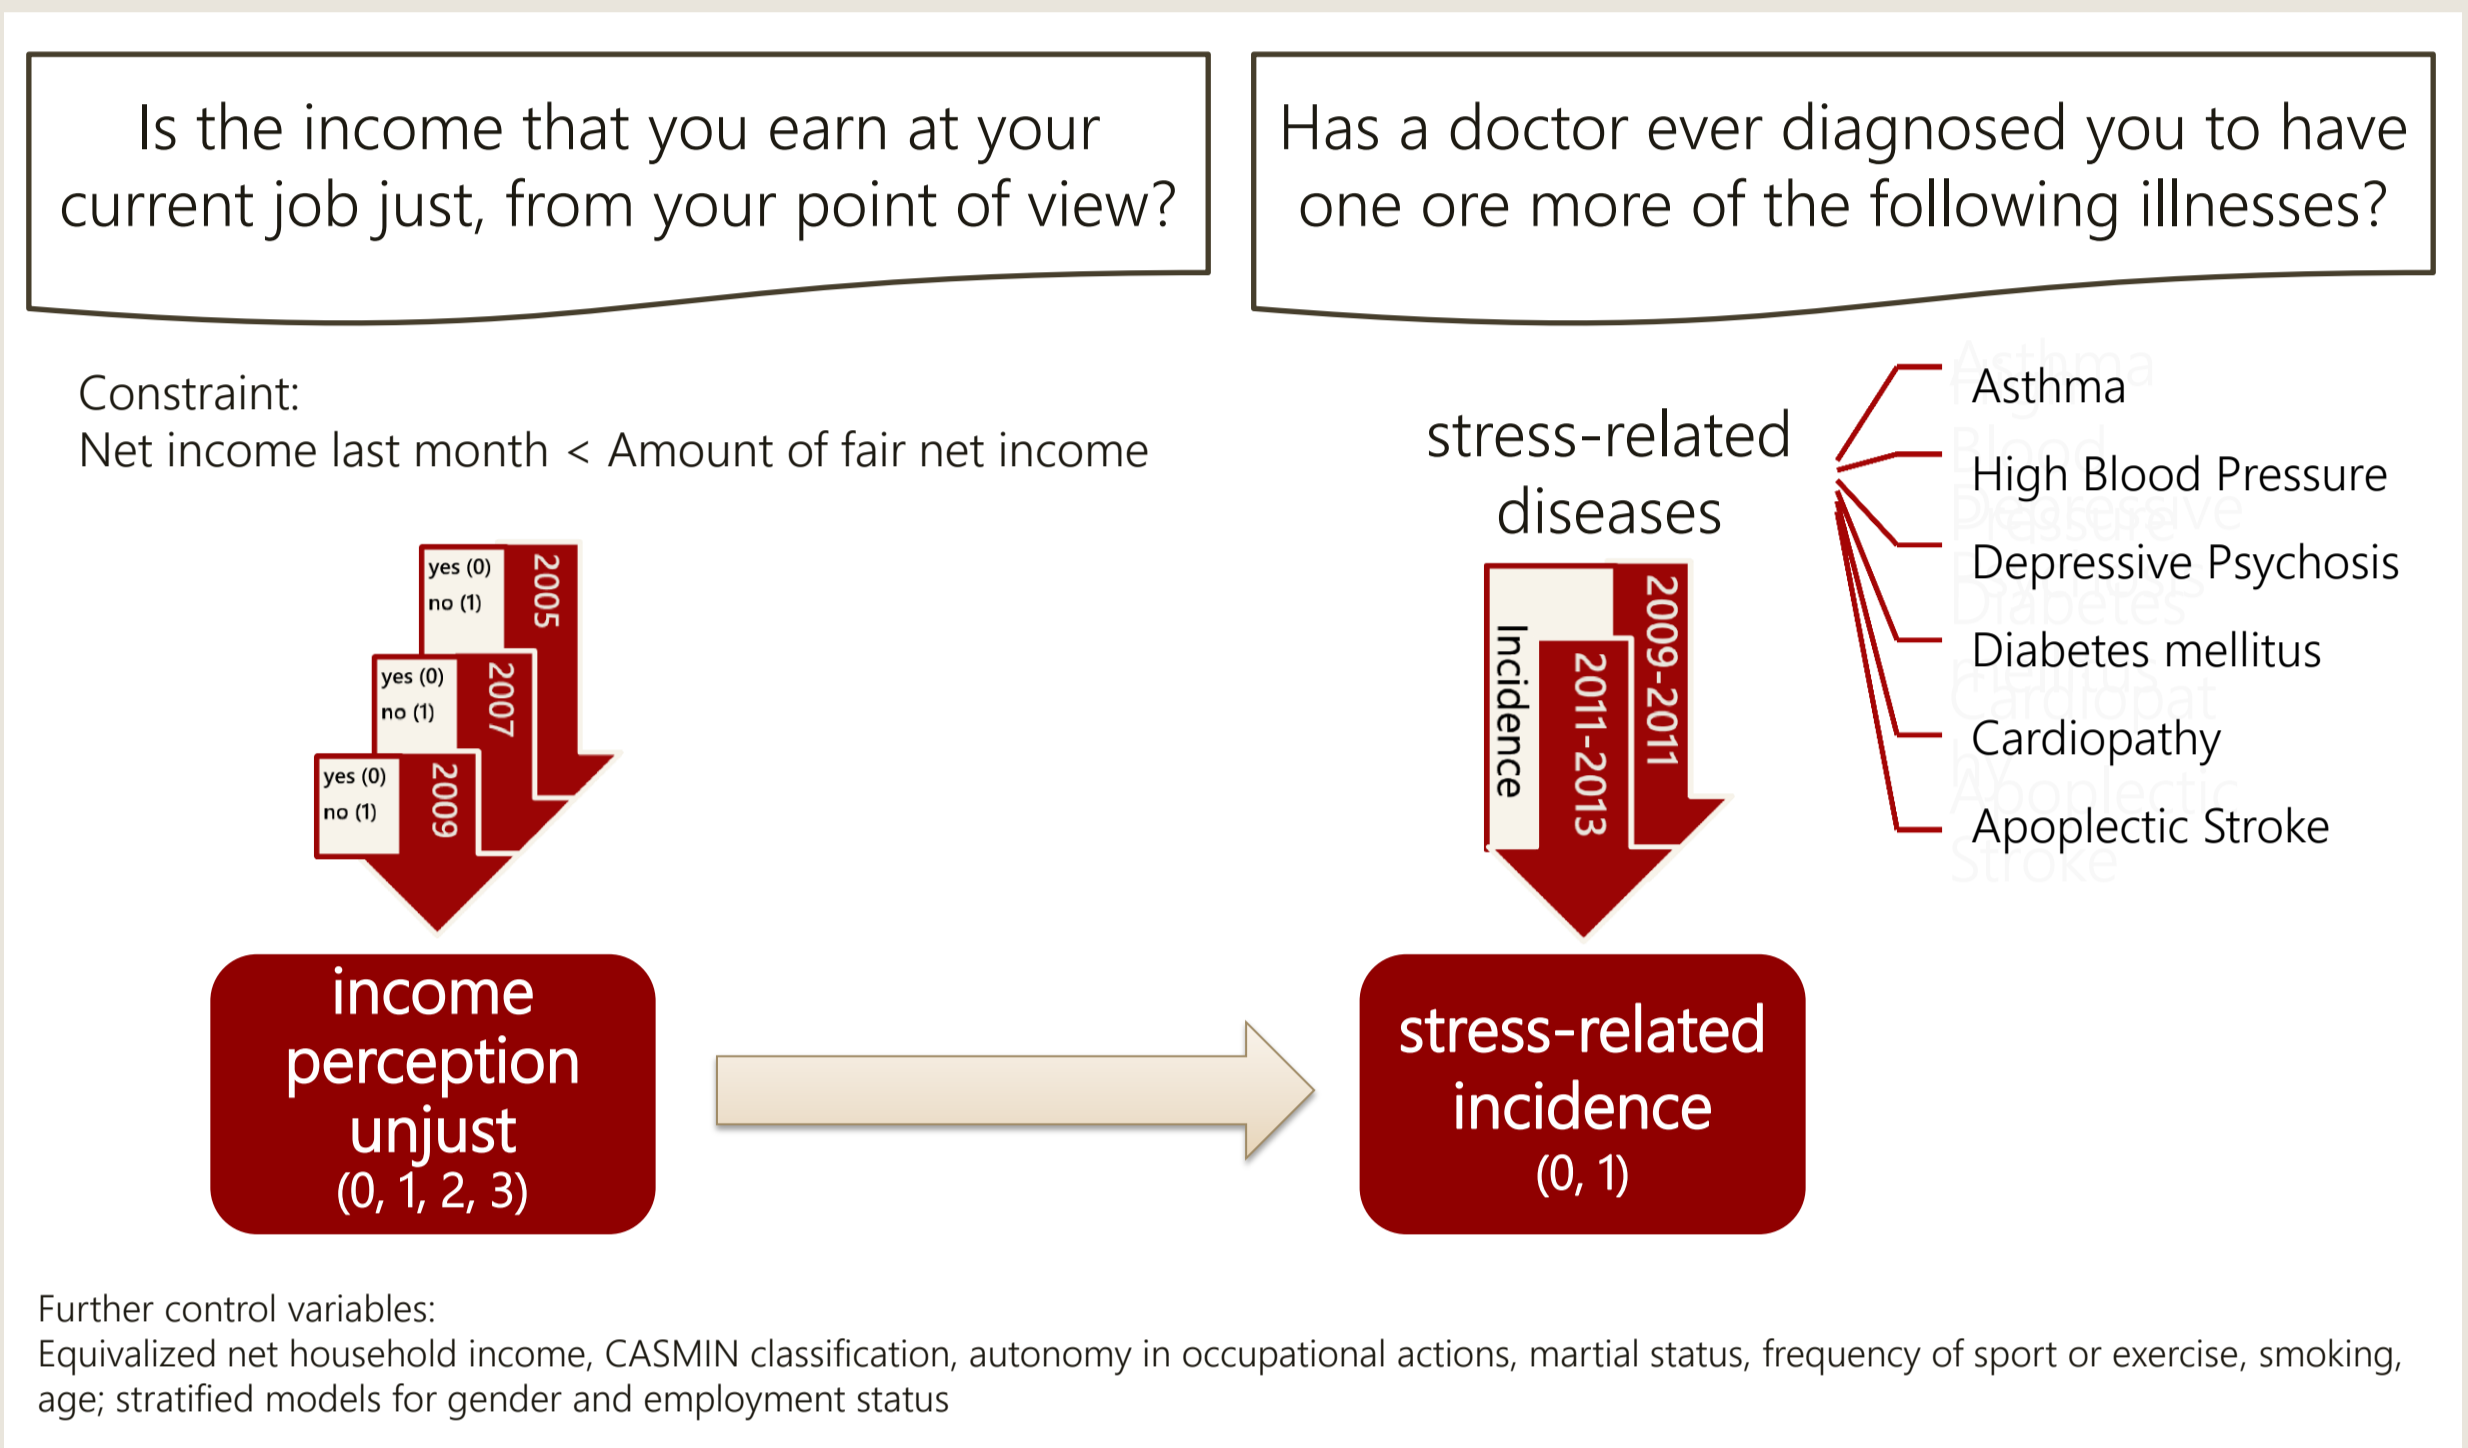 Is the income that you earn at your
current job just, from your point of view?
Has a doctor ever diagnosed you to have
one ore more of the following illnesses?
Constraint:
Net income last month < Amount of fair net income
yes (0)
no (1)
2005
yes (0)
no (1)
2007
yes (0)
no (1)
2009
income
perception
unjust
(0, 1, 2, 3)
stress-related
diseases
Incidence
2009-2011
2011-2013
Asthma
High Blood Pressure
Depressive Psychosis
Diabetes mellitus
Cardiopathy
Apoplectic Stroke
stress-related
incidence
(0, 1)
Further control variables:
Equivalized net household income, CASMIN classification, autonomy in occupational actions, martial status, frequency of sport or exercise, smoking,
age; stratified models for gender and employment status